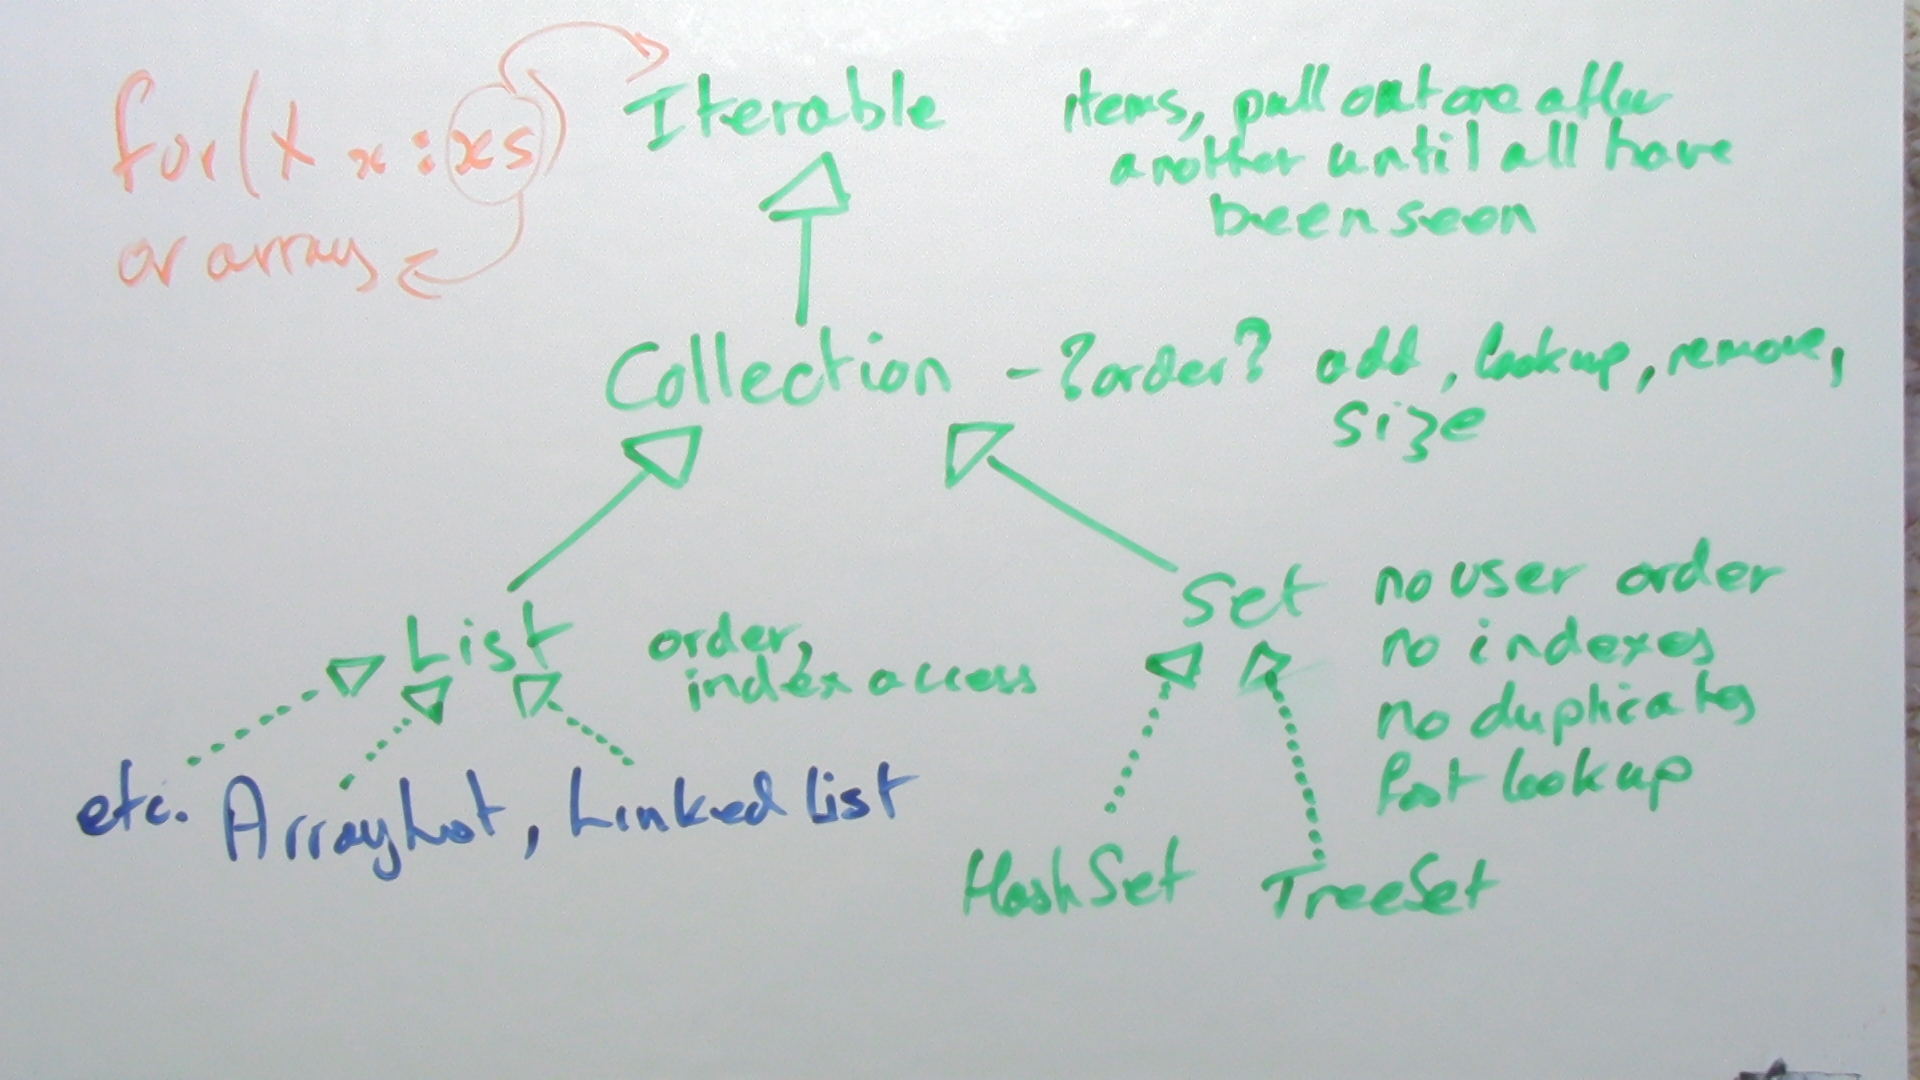 for(X x : xs)
or array
Iterable
items, pull out one after
another until all have
been seen
Collection - ?order? add, lookup, remove,
size
List
order,
index access
Set
no user order
no indexes
no duplicates
fast lookup
etc. ArrayList, LinkedList
HashSet TreeSet